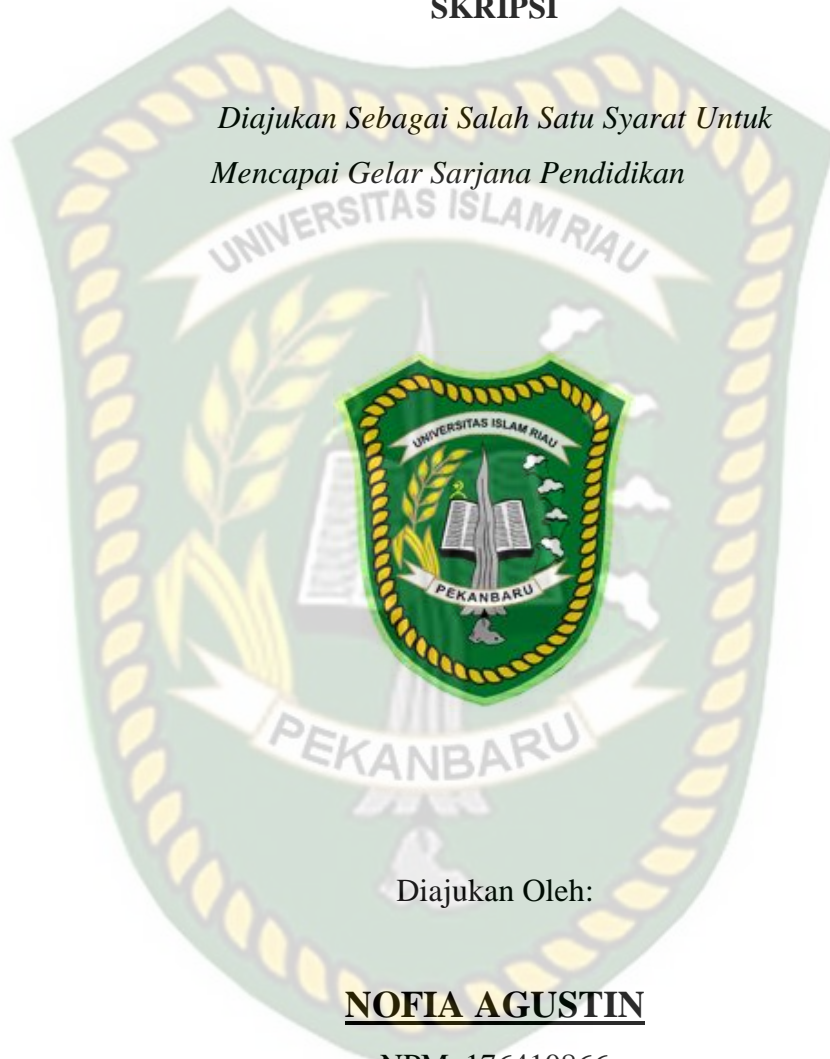 SKRIPSI
Diajukan Sebagai Salah Satu Syarat Untuk
Mencapai Gelar Sarjana Pendidikan
UNIVERSITAS ISLAM RIAU
UNIVERSITAS ISLAM RIAU
PEKANBARU
PEKANBARU
Diajukan Oleh:
NOFIA AGUSTIN